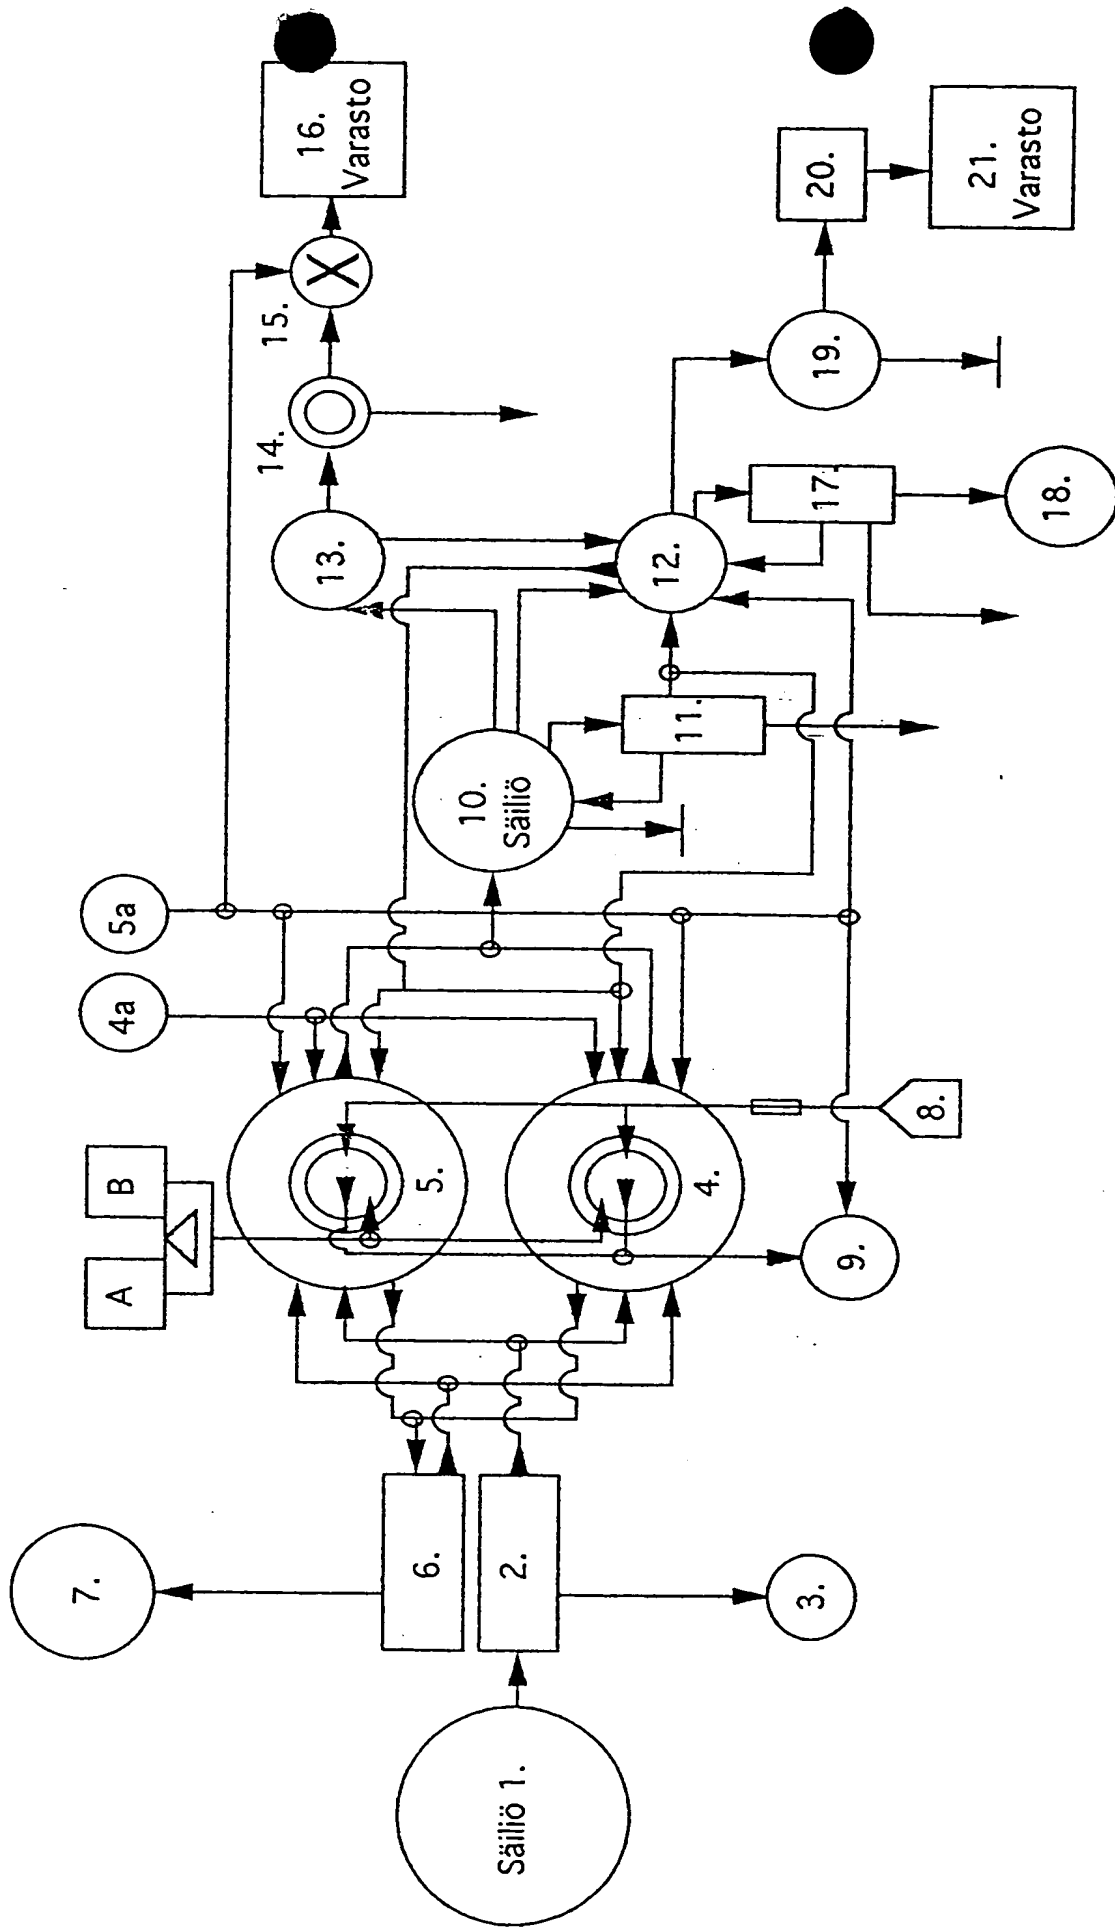 Säiliö 1.
2.
3.
6.
7.
A
B
5.
4.
4a
5a
8.
9.
10.
Säiliö
11.
12.
13.
14.
15.
16.
Varasto
17.
18.
19.
20.
21.
Varasto
X